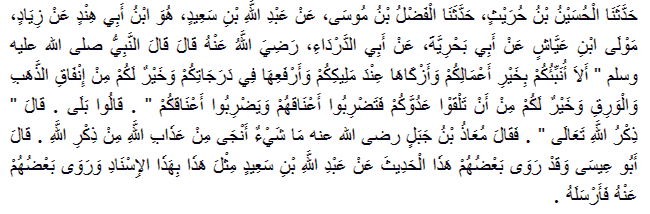 حَدَّثَنَا الْحُسَيْنُ بْنُ حُرَيْثٍ، حَدَّثَنَا الْفَضْلُ بْنُ مُوسَى، عَنْ عَبْدِ اللَّهِ بْنِ سَعِيدٍ، هُوَ ابْنُ أَبِي هِنْدٍ عَنْ زِيَادٍ،
مَوْلَى ابْنِ عَيَّاشٍ عَنْ أَبِي بَحْرِيَّةَ، عَنْ أَبِي الدَّرْدَاءِ، رَضِيَ اللَّهُ عَنْهُ قَالَ قَالَ النَّبِيُّ صلى الله عليه
وسلم " أَلاَ أُنَبِّئُكُمْ بِخَيْرِ أَعْمَالِكُمْ وَأَزْكَاهَا عِنْدَ مَلِيكِكُمْ وَأَرْفَعِهَا فِي دَرَجَاتِكُمْ وَخَيْرٌ لَكُمْ مِنْ إِنْفَاقِ الذَّهَبِ
وَالْوَرِقِ وَخَيْرٌ لَكُمْ مِنْ أَنْ تَلْقَوْا عَدُوَّكُمْ فَتَضْرِبُوا أَعْنَاقَهُمْ وَيَضْرِبُوا أَعْنَاقَكُمْ " . قَالُوا بَلَى . قَالَ "
ذِكْرُ اللَّهِ تَعَالَى " . فَقَالَ مُعَاذُ بْنُ جَبَلٍ رضى الله عنه مَا شَيْءٌ أَنْجَى مِنْ عَذَابِ اللَّهِ مِنْ ذِكْرِ اللَّهِ . قَالَ
أَبُو عِيسَى وَقَدْ رَوَى بَعْضُهُمْ هَذَا الْحَدِيثَ عَنْ عَبْدِ اللَّهِ بْنِ سَعِيدٍ مِثْلَ هَذَا بِهَذَا الإِسْنَادِ وَرَوَى بَعْضُهُمْ
عَنْهُ فَأَرْسَلَهُ .